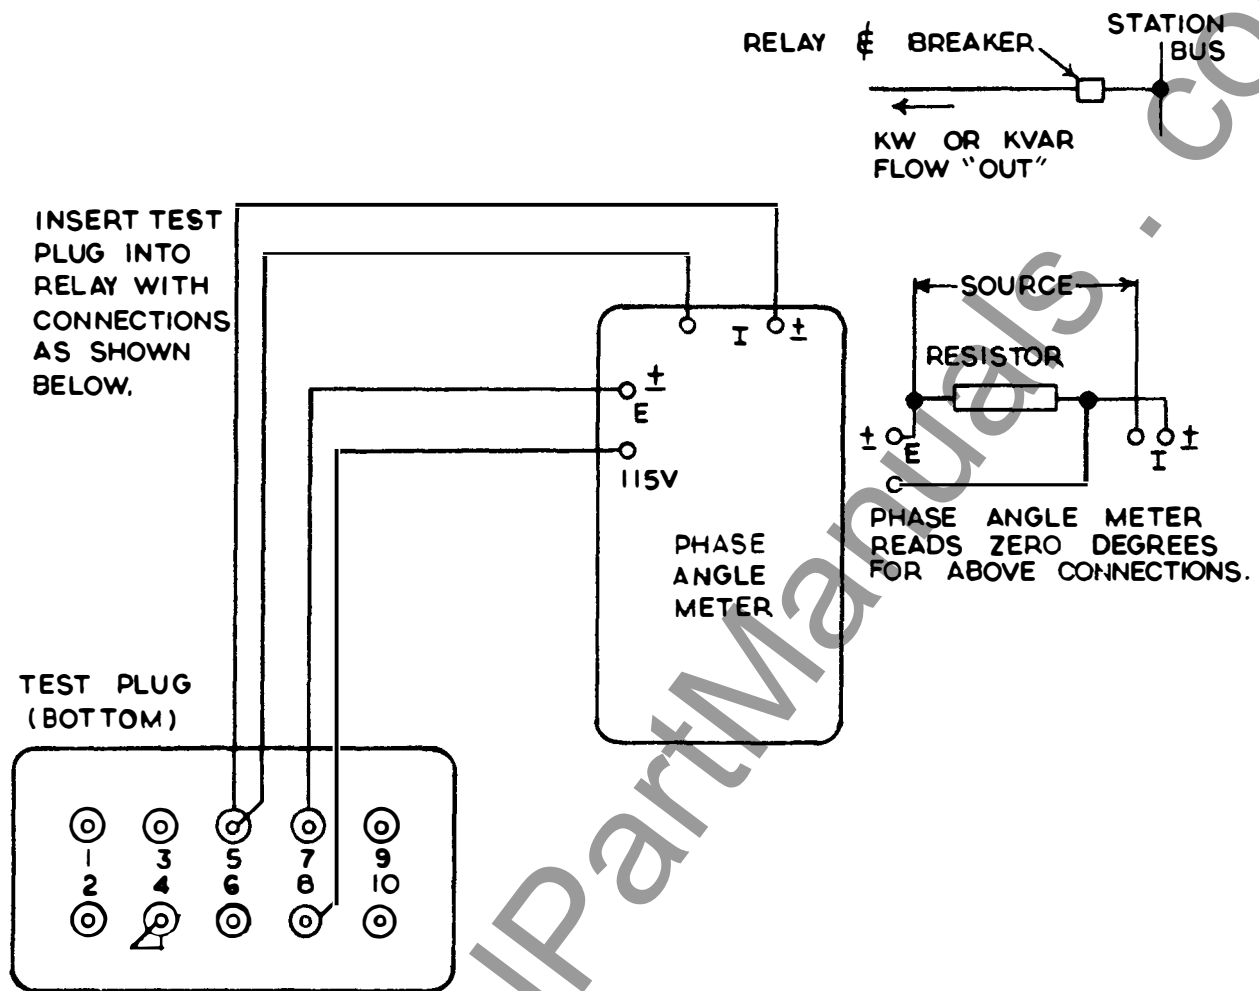 RELAY & BREAKER
STATION
BUS
KW OR KVAR
FLOW "OUT"
INSERT TEST
PLUG INTO
RELAY WITH
CONNECTIONS
AS SHOWN
BELOW.
SOURCE
RESISTOR
± E
I ±
PHASE ANGLE METER
READS ZERO DEGREES
FOR ABOVE CONNECTIONS.
I ±
±
E
115V
PHASE
ANGLE
METER
TEST PLUG
(BOTTOM)
1 3 5 7 9
2 4 6 8 10
lPartManuals . co